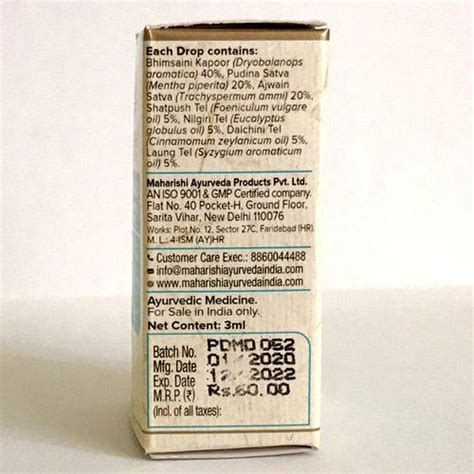 Each Drop contains:
Bhimsaini Kapoor (Dryobalanops
aromatica) 40%, Pudina Satva
(Mentha piperita) 20%, Ajwain
Satva (Trachyspermum ammi) 20%,
Shatpush Tel (Foeniculum vulgare
oil) 5%, Nilgiri Tel (Eucalyptus
globulus oil) 5%, Dalchini Tel
(Cinnamomum zeylanicum oil) 5%,
Laung Tel (Syzygium aromaticum
oil) 5%.
Maharishi Ayurveda Products Pvt. Ltd.
AN ISO 9001 & GMP Certified company.
Flat No. 40 Pocket-H, Ground Floor,
Sarita Vihar, New Delhi 110076
Works: Plot No. 12, Sector 27C, Faridabad (HR).
M. L.: 4-ISM (AY)HR
Customer Care Exec.: 8860044488
info@maharishiayurvedaindia.com
www.maharishiayurvedaindia.com
Ayurvedic Medicine.
For Sale in India only.
Net Content: 3ml
Batch No. PDMD 052
Mfg. Date 01/2020
Exp. Date 12/2022
M.R.P. (₹) Rs.60.00
(Incl. of all taxes):